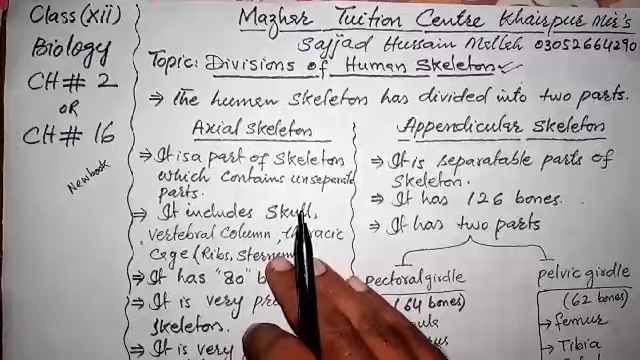 Class (xii)
Biology
CH# 2
OR
CH# 16
New book
Mazhar Tuition Centre Khairpur Mir's
Sajjad Hussain Mallah 03052664290
Topic: Divisions of Human Skeleton
⇒ The human skeleton has divided into two parts.
Axial Skeleton
⇒ It is a part of skeleton
which contains unseparate
parts.
⇒ It includes Skull,
vertebral column, thoracic
cage (Ribs, Sternum
⇒ It has "80" b
⇒ It is very
skeleton.
⇒ It is very
Appendicular Skeleton
⇒ It is separatable parts of
Skeleton.
⇒ It has 126 bones.
⇒ It has two parts
pectoral girdle
(64 bones)
pelvic girdle
(62 bones)
→ femur
→ Tibia